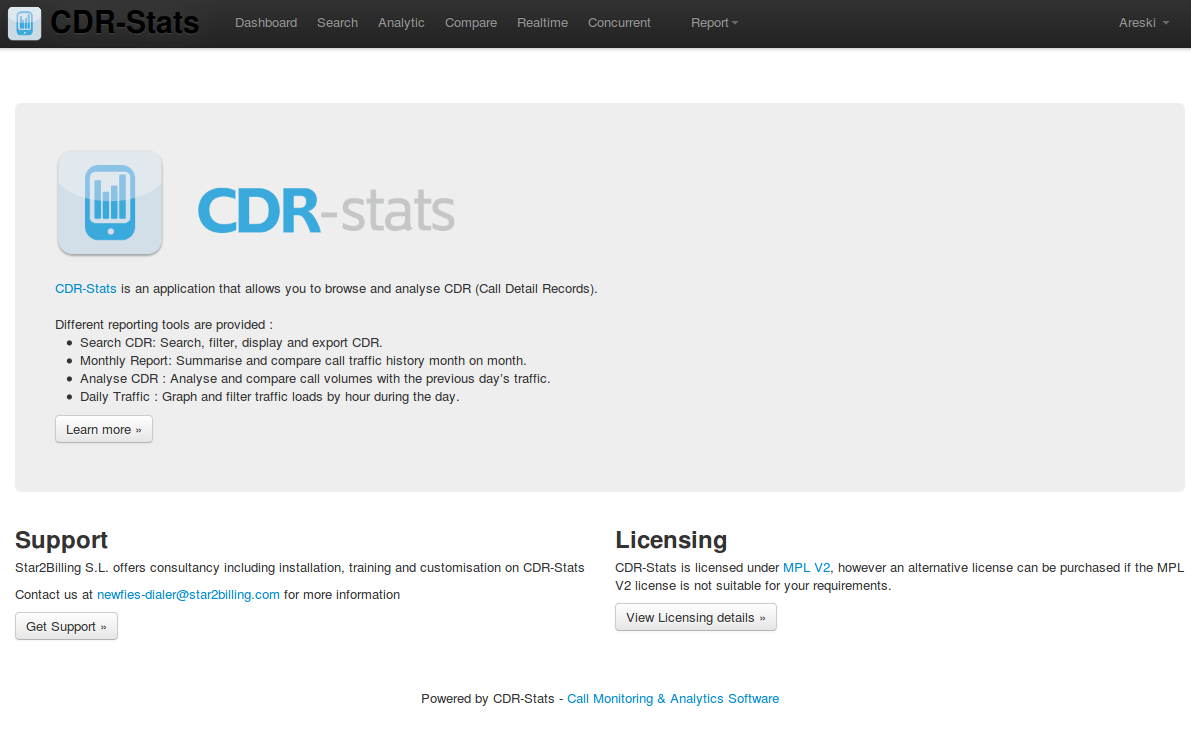 CDR-Stats Dashboard Search Analytic Compare Realtime Concurrent Report Areski
CDR-stats
CDR-Stats is an application that allows you to browse and analyse CDR (Call Detail Records).
Different reporting tools are provided :
• Search CDR: Search, filter, display and export CDR.
• Monthly Report: Summarise and compare call traffic history month on month.
• Analyse CDR : Analyse and compare call volumes with the previous day's traffic.
• Daily Traffic : Graph and filter traffic loads by hour during the day.
Learn more »
Support
Star2Billing S.L. offers consultancy including installation, training and customisation on CDR-Stats
Contact us at newfies-dialer@star2billing.com for more information
Get Support »
Licensing
CDR-Stats is licensed under MPL V2, however an alternative license can be purchased if the MPL
V2 license is not suitable for your requirements.
View Licensing details »
Powered by CDR-Stats - Call Monitoring & Analytics Software